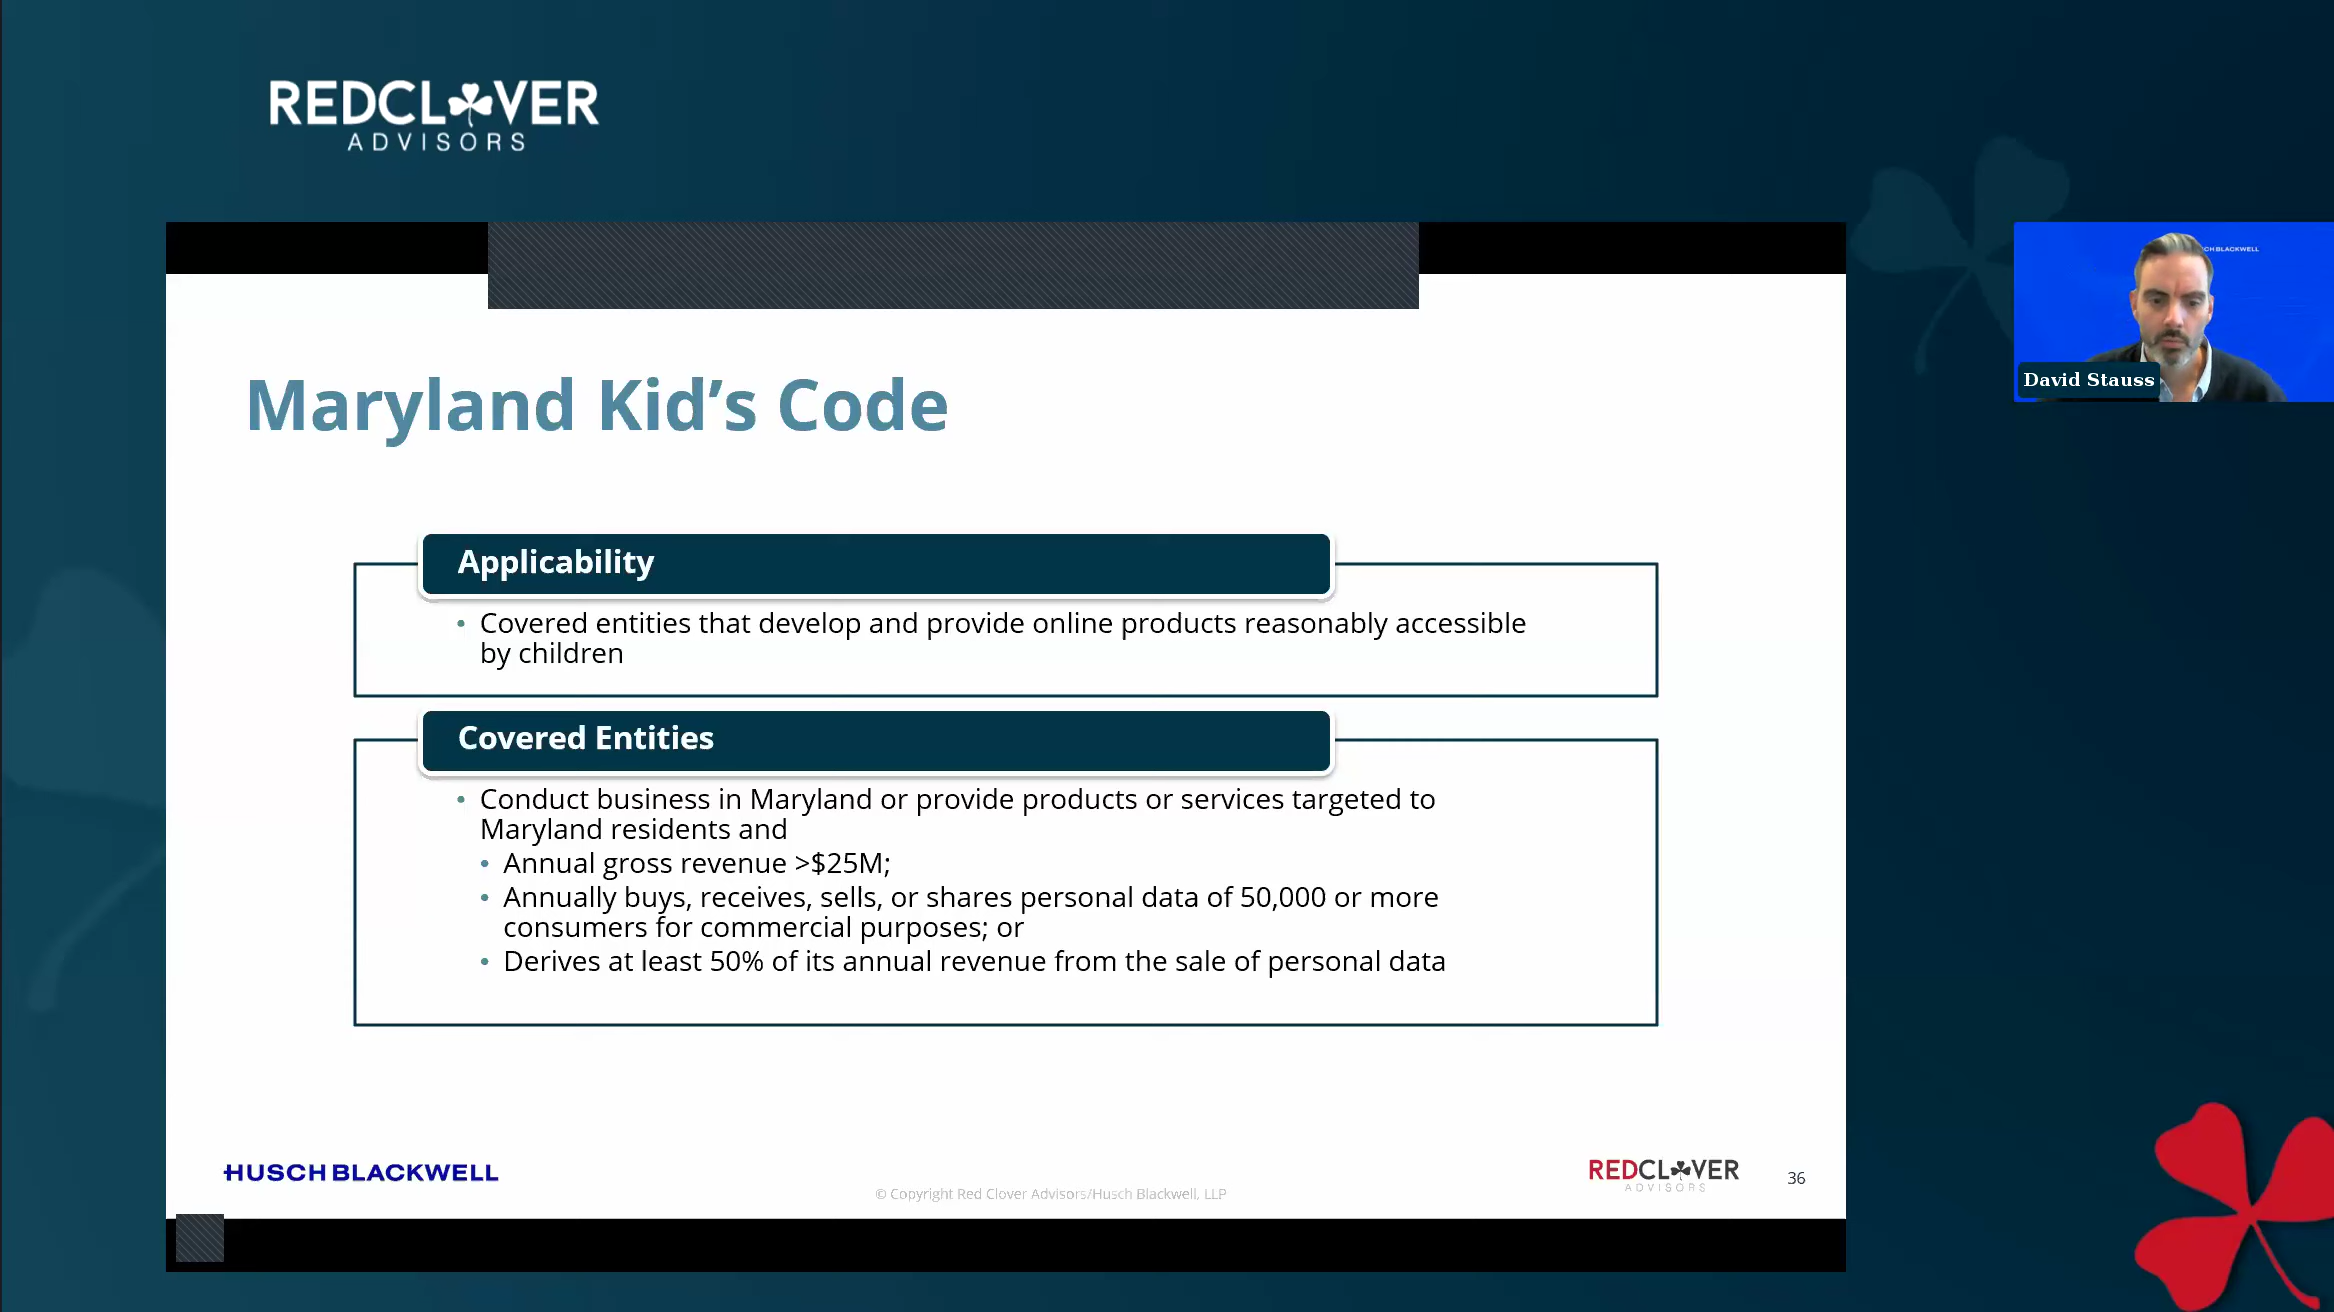 REDCLOVER
ADVISORS
CH BLACKWELL
David Stauss
Maryland Kid’s Code
Applicability
• Covered entities that develop and provide online products reasonably accessible
by children
Covered Entities
• Conduct business in Maryland or provide products or services targeted to
Maryland residents and
• Annual gross revenue >$25M;
• Annually buys, receives, sells, or shares personal data of 50,000 or more
consumers for commercial purposes; or
• Derives at least 50% of its annual revenue from the sale of personal data
HUSCH BLACKWELL
© Copyright Red Clover Advisors/Husch Blackwell, LLP
REDCLOVER
ADVISORS
36